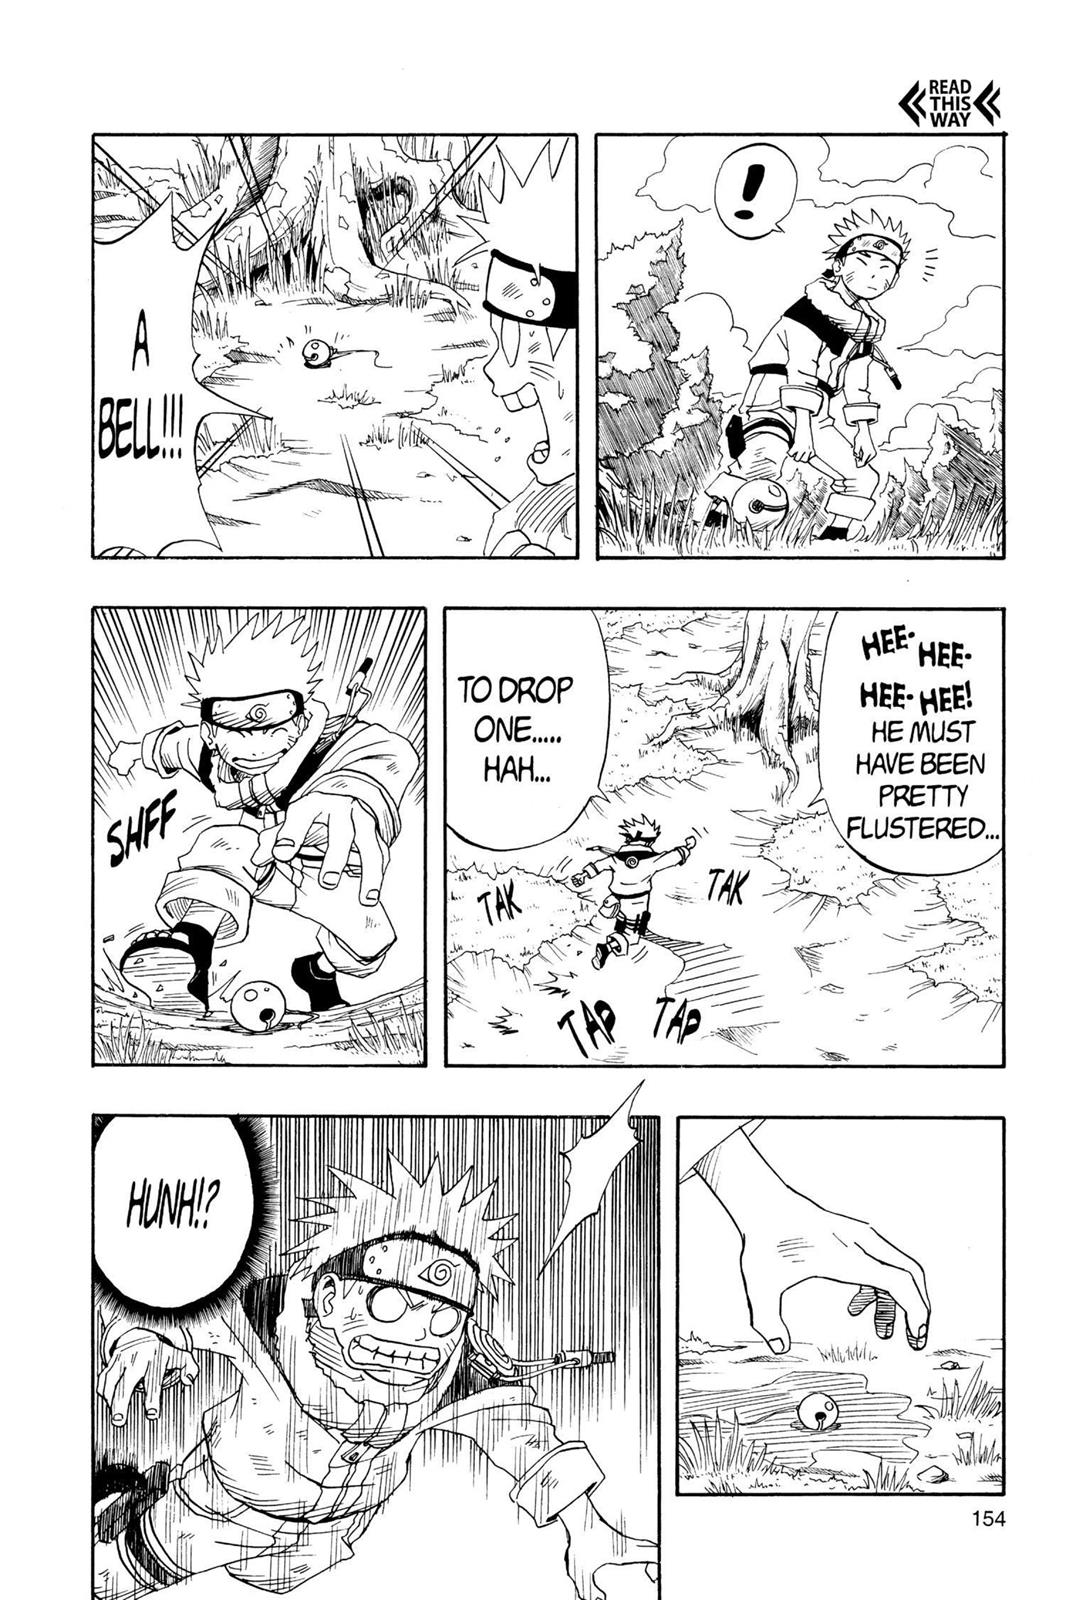 READ
THIS
WAY
!
A
BELL!!!
HEE-HEE-
HEE-HEE!
HE MUST
HAVE BEEN
PRETTY
FLUSTERED...
TO DROP
ONE.....
HAH...
TAK
TAK
TAP
TAP
SHFF
HUNH!?
154